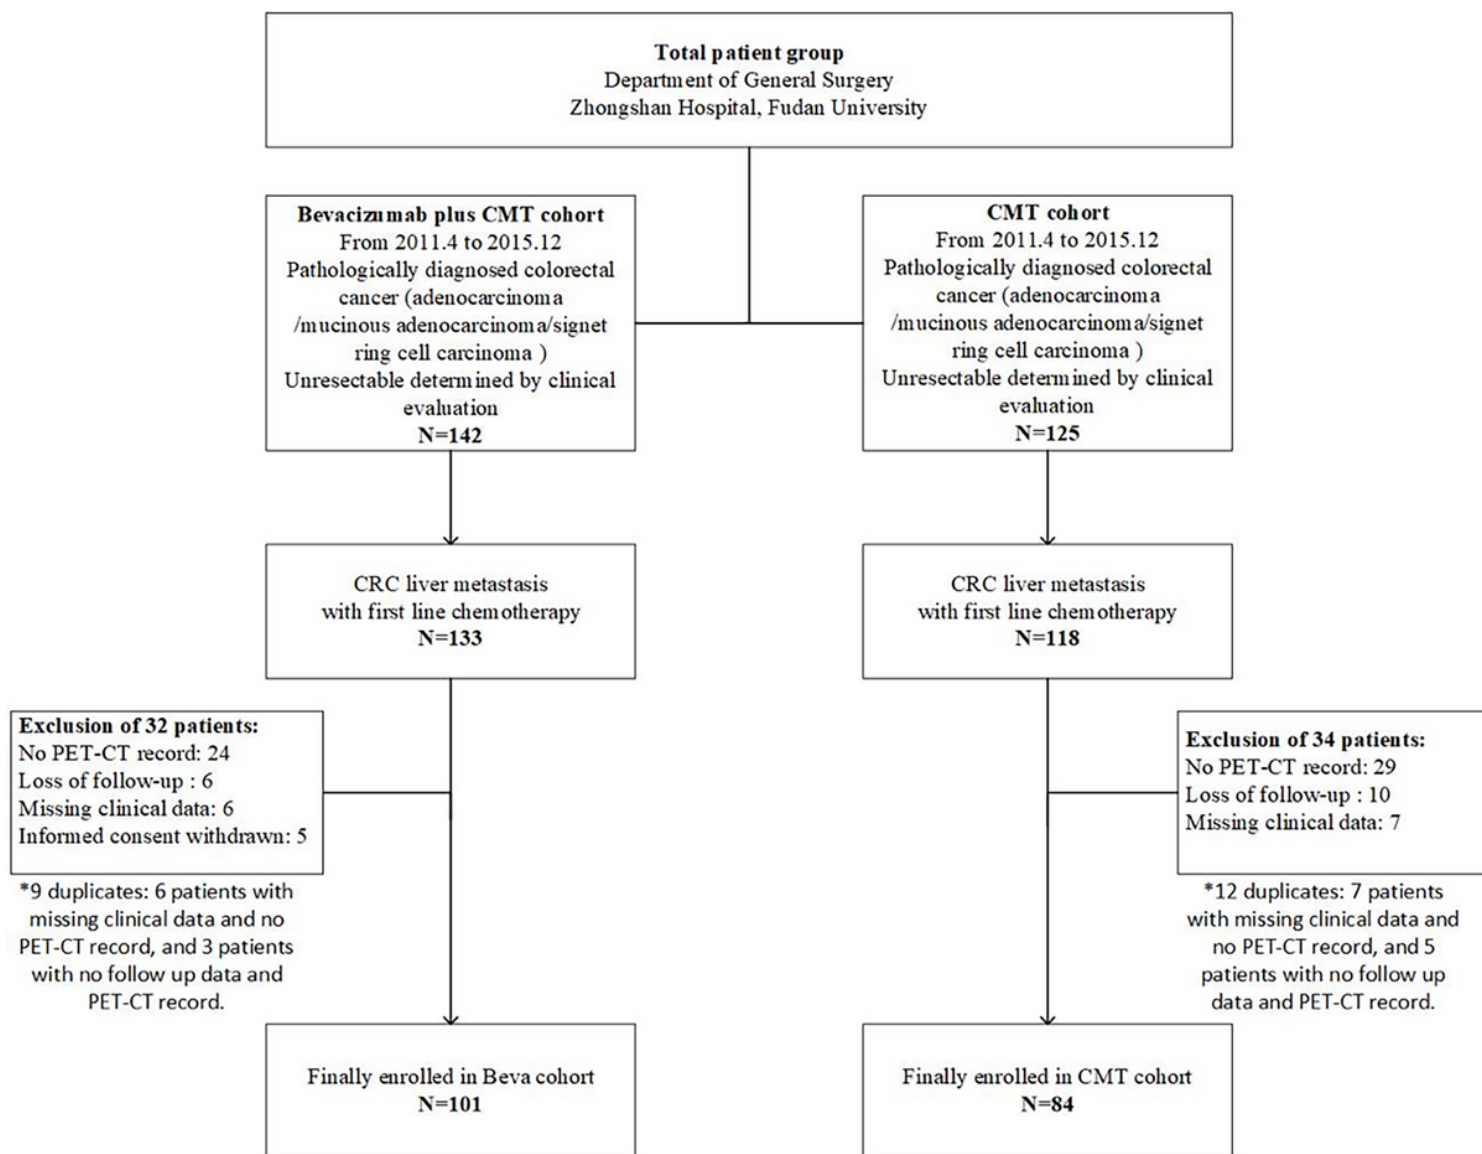 Total patient group
Department of General Surgery
Zhongshan Hospital, Fudan University
Bevacizumab plus CMT cohort
From 2011.4 to 2015.12
Pathologically diagnosed colorectal
cancer (adenocarcinoma
/mucinous adenocarcinoma/signet
ring cell carcinoma )
Unresectable determined by clinical
evaluation
N=142
CMT cohort
From 2011.4 to 2015.12
Pathologically diagnosed colorectal
cancer (adenocarcinoma
/mucinous adenocarcinoma/signet
ring cell carcinoma )
Unresectable determined by clinical
evaluation
N=125
CRC liver metastasis
with first line chemotherapy
N=133
CRC liver metastasis
with first line chemotherapy
N=118
Exclusion of 32 patients:
No PET-CT record: 24
Loss of follow-up : 6
Missing clinical data: 6
Informed consent withdrawn: 5
*9 duplicates: 6 patients with
missing clinical data and no
PET-CT record, and 3 patients
with no follow up data and
PET-CT record.
Exclusion of 34 patients:
No PET-CT record: 29
Loss of follow-up : 10
Missing clinical data: 7
*12 duplicates: 7 patients
with missing clinical data and
no PET-CT record, and 5
patients with no follow up
data and PET-CT record.
Finally enrolled in Beva cohort
N=101
Finally enrolled in CMT cohort
N=84